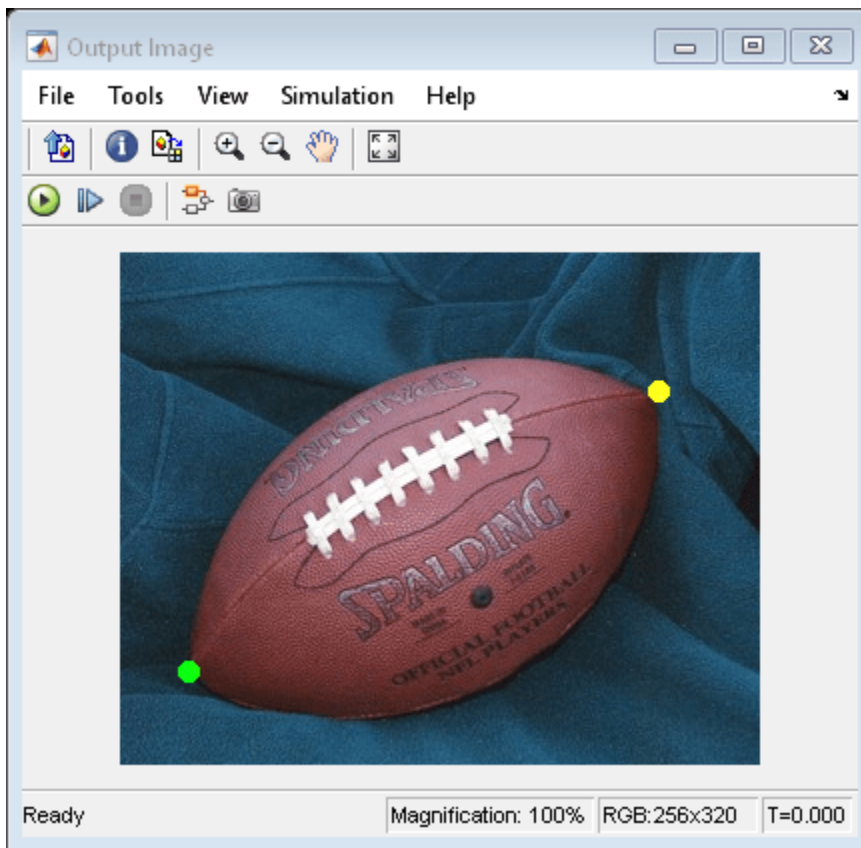 Output Image
File Tools View Simulation Help
SPALDING
SPALDING
OFFICIAL FOOTBALL
NFL PLAYERS
Ready Magnification: 100% RGB:256x320 T=0.000